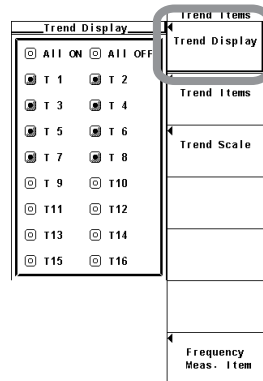 Trend Display
All ON All OFF
T 1 T 2
T 3 T 4
T 5 T 6
T 7 T 8
T 9 T10
T11 T12
T13 T14
T15 T16
Trend Items
Trend Display
Trend Items
Trend Scale
Frequency
Meas. Item